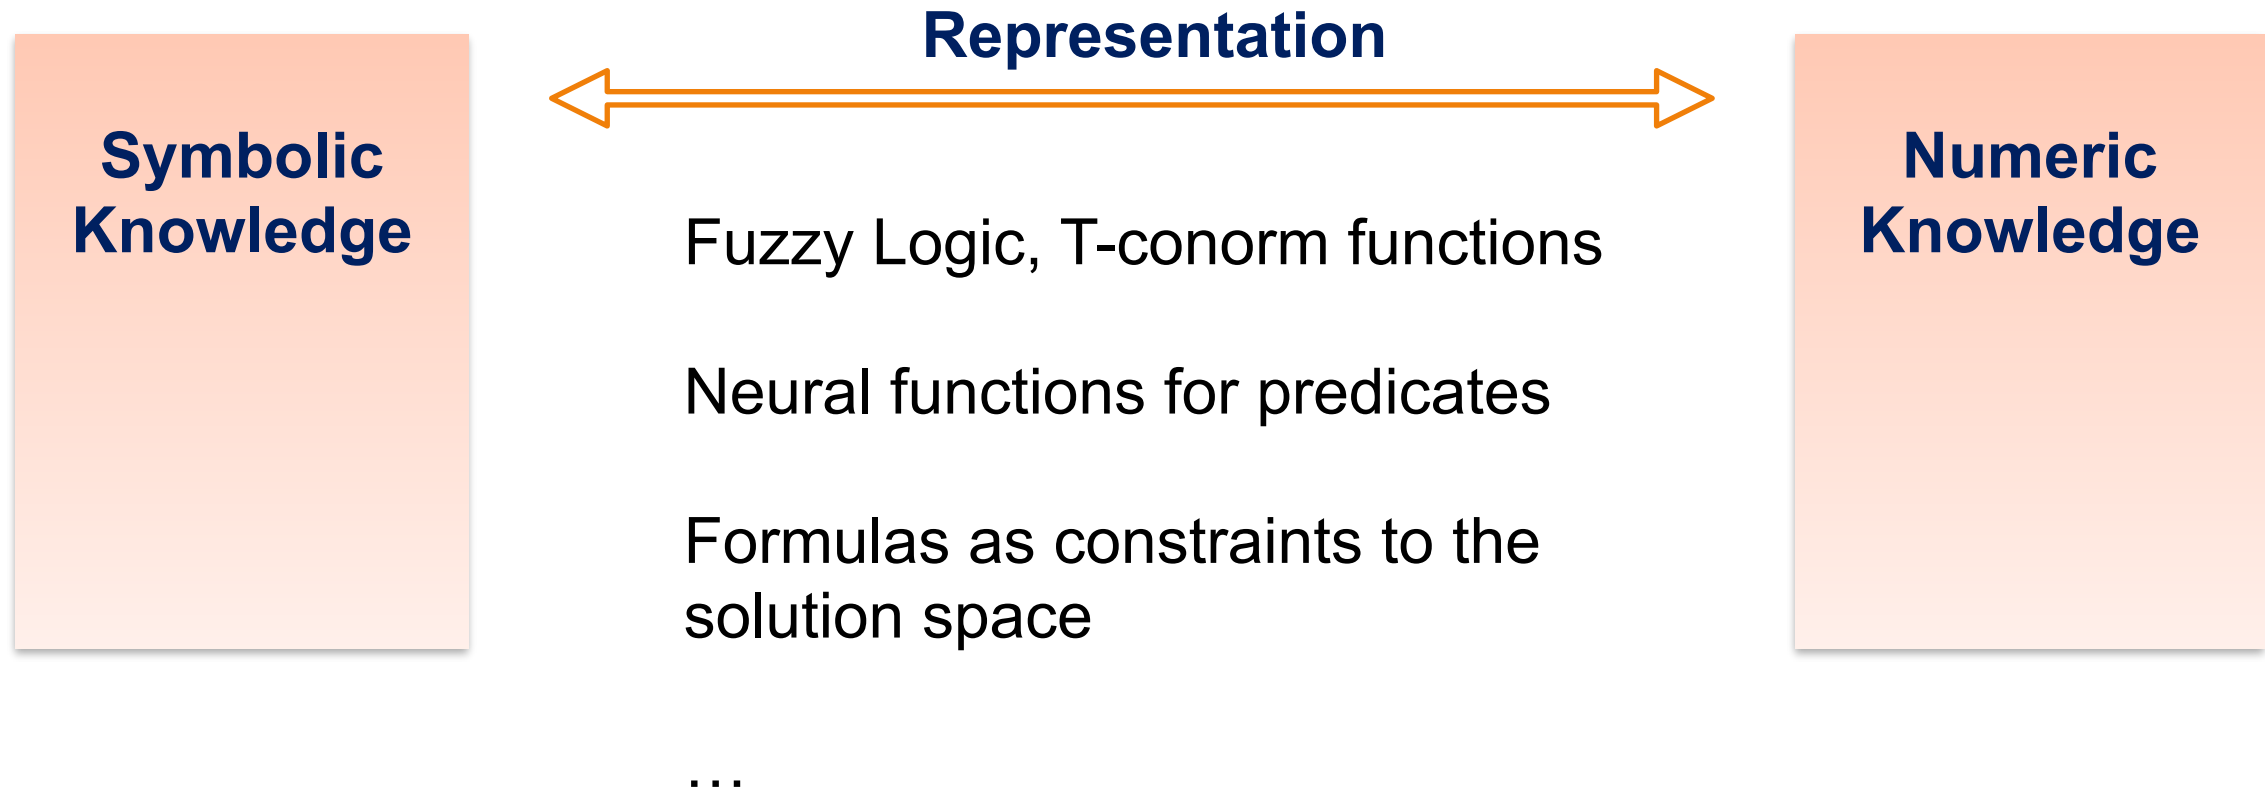 Representation
Symbolic
Knowledge
Fuzzy Logic, T-conorm functions
Neural functions for predicates
Formulas as constraints to the
solution space
…
Numeric
Knowledge